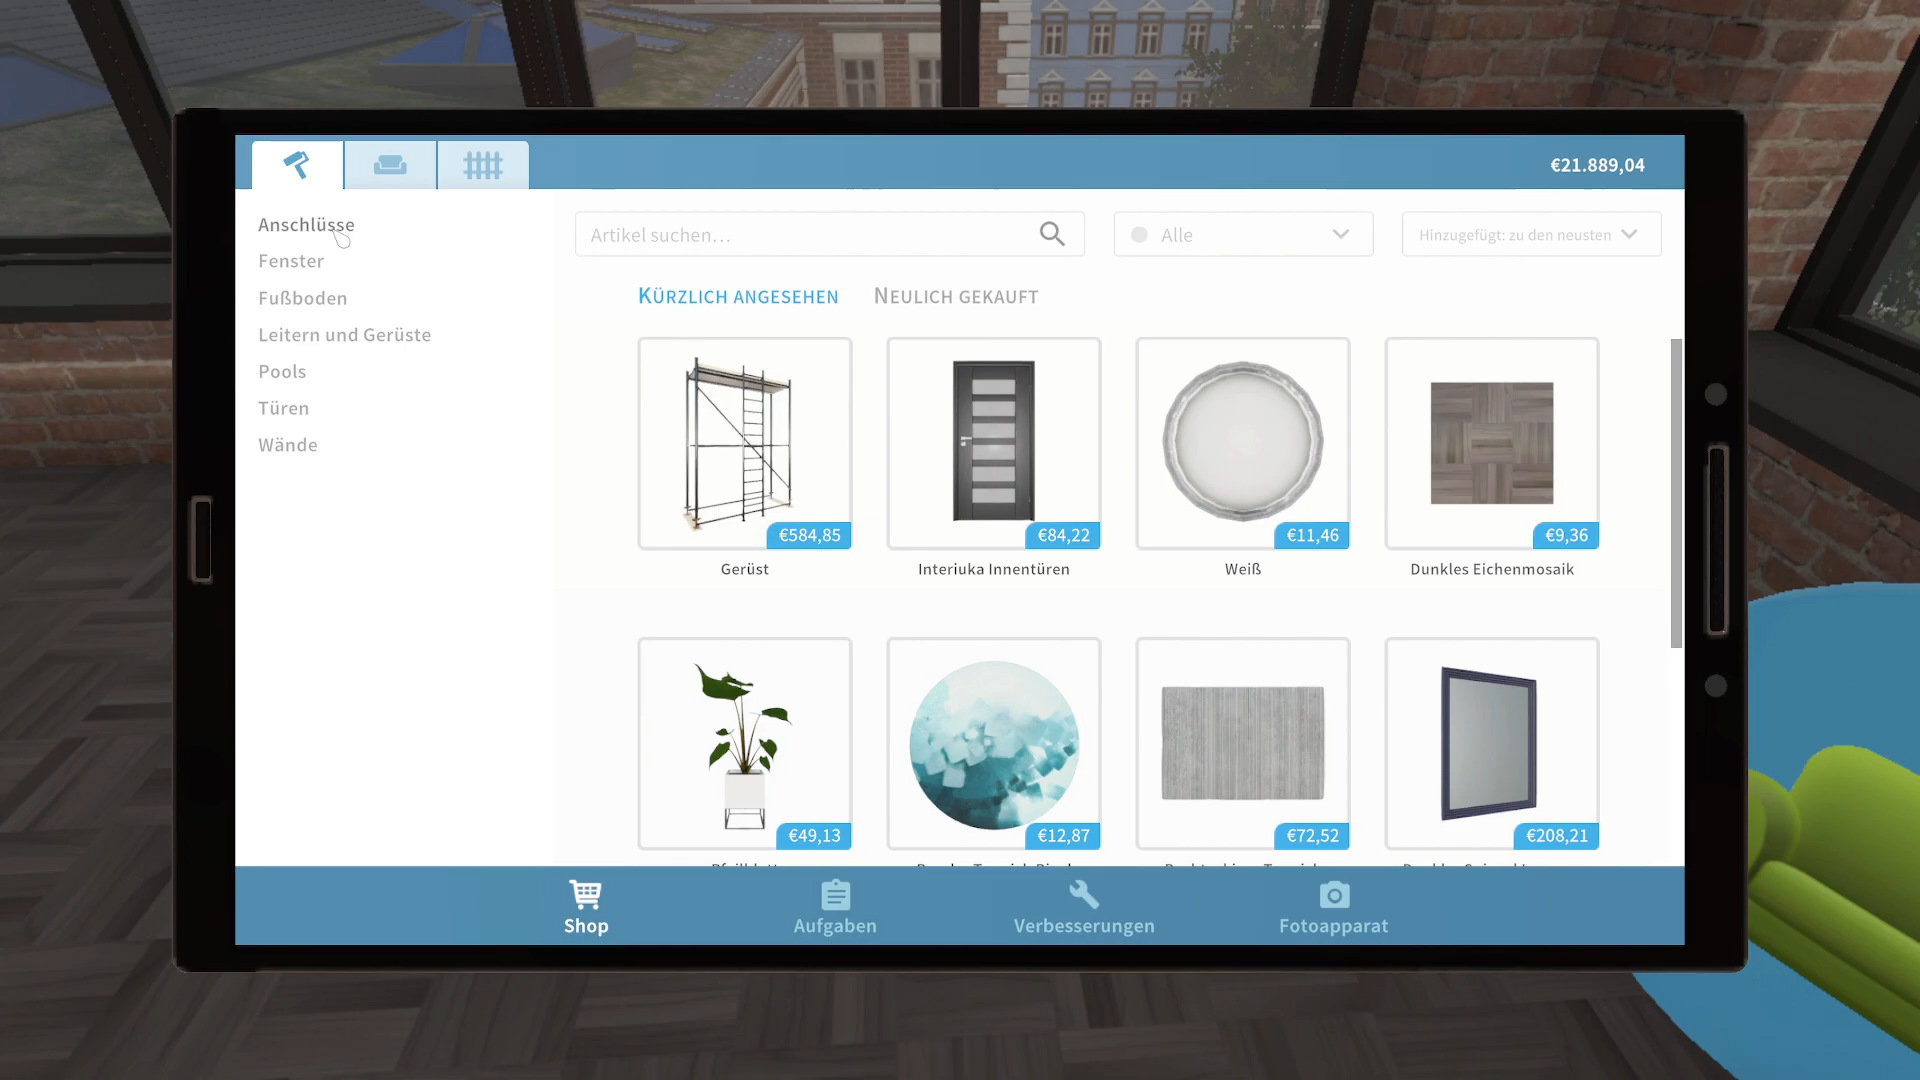 €21.889,04
Anschlüsse
Fenster
Fußboden
Leitern und Gerüste
Pools
Türen
Wände
Artikel suchen...
Alle
Hinzugefügt: zu den neusten
KÜRZLICH ANGESEHEN
NEULICH GEKAUFT
€584,85
€84,22
€11,46
€9,36
Gerüst
Interiuka Innentüren
Weiß
Dunkles Eichenmosaik
€49,13
€12,87
€72,52
€208,21
Shop
Aufgaben
Verbesserungen
Fotoapparat